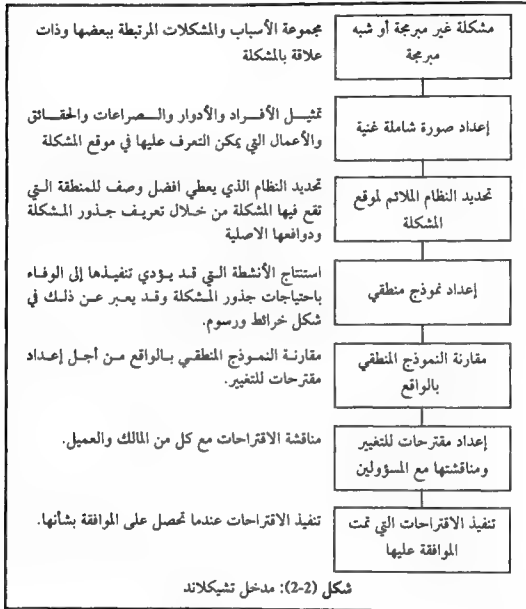 مشكلة غير مبرمجة أو شبه
مبرمجة
مجموعة الأسباب والمشكلات المرتبطة ببعضها وذات
علاقة بالمشكلة
إعداد صورة شاملة غنية
تمثيل الأفراد والأدوار والصراعات والحقائق
والأعمال التي يمكن التعرف عليها في موقع المشكلة
تحديد النظام الملائم لموقع
المشكلة
تحديد النظام الذي يعطي افضل وصف للمنطقة التي
تقع فيها المشكلة من خلال تعريف جذور المشكلة
ودوافعها الاصلية
إعداد نموذج منطقي
استنتاج الأنشطة التي قد يؤدي تنفيذها إلى الوفاء
باحتياجات جذور المشكلة وقد يعبر عن ذلك في
شكل خرائط ورسوم.
مقارنة النموذج المنطقي
بالواقع
مقارنة النموذج المنطقي بالواقع من أجل إعداد
مقترحات للتغيير.
إعداد مقترحات للتغيير
ومناقشتها مع المسؤولين
مناقشة الاقتراحات مع كل من المالك والعميل.
تنفيذ الاقتراحات التي تمت
الموافقة عليها
تنفيذ الاقتراحات عندما تحصل على الموافقة بشأنها.
شكل (2-2): مدخل تشيكلاند